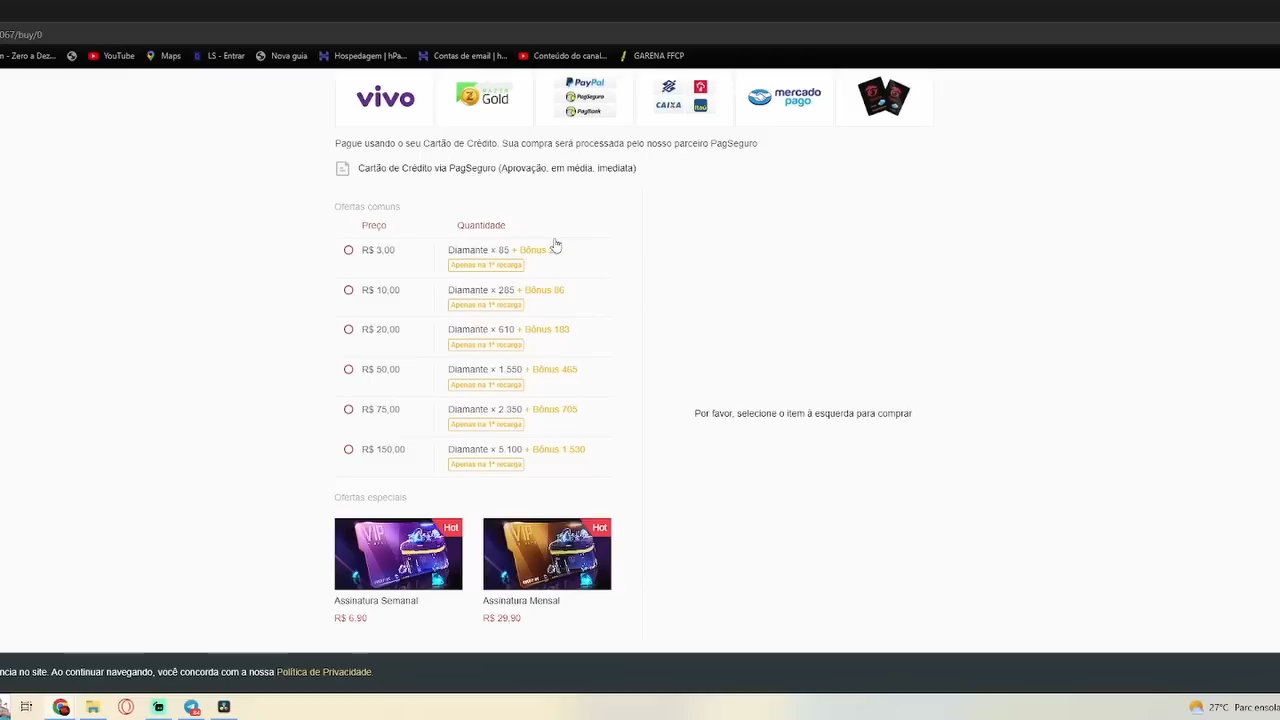 067/buy/0
m - Zero a Dez... YouTube Maps LS - Entrar Nova guia Hospedagem | hPa... Contas de email | h... Conteúdo do canal... GARENA FFCP
vivo
Gold
PayPal
PagSeguro
PagBank
CAIXA
mercado
pago
Pague usando o seu Cartão de Crédito. Sua compra será processada pelo nosso parceiro PagSeguro
Cartão de Crédito via PagSeguro (Aprovação, em média, imediata)
Ofertas comuns
Preço Quantidade
R$ 3,00 Diamante × 85 + Bônus
Apenas na 1ª recarga
R$ 10,00 Diamante × 285 + Bônus 86
Apenas na 1ª recarga
R$ 20,00 Diamante × 610 + Bônus 183
Apenas na 1ª recarga
R$ 50,00 Diamante × 1.550 + Bônus 465
Apenas na 1ª recarga
R$ 75,00 Diamante × 2.350 + Bônus 705
Apenas na 1ª recarga
R$ 150,00 Diamante × 5.100 + Bônus 1.530
Apenas na 1ª recarga
Por favor, selecione o item à esquerda para comprar
Ofertas especiais
VIP Hot VIP Hot
Assinatura Semanal Assinatura Mensal
R$ 6,90 R$ 29,90
ncia no site. Ao continuar navegando, você concorda com a nossa Política de Privacidade.
27°C Parc ensola